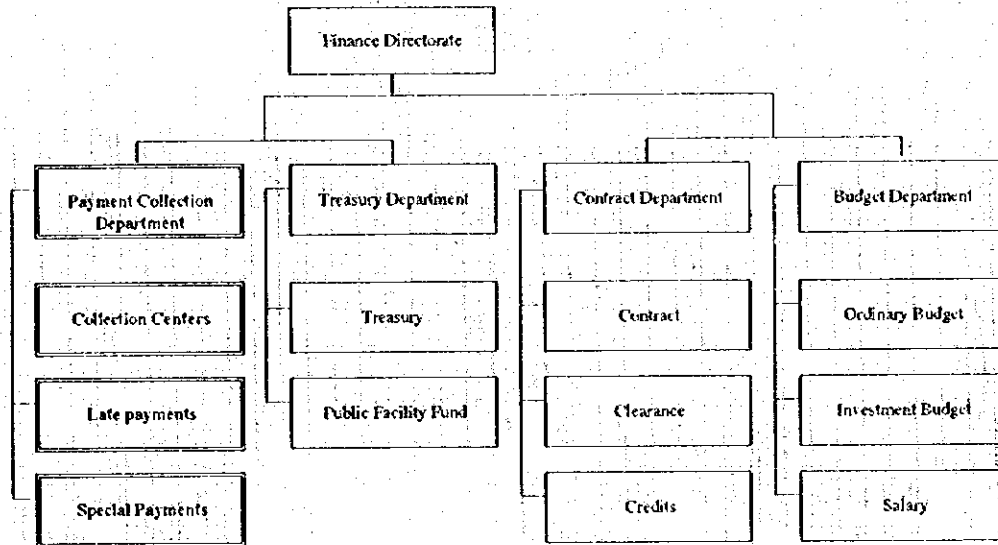 Finance Directorate
Payment Collection
Department
Treasury Department
Contract Department
Budget Department
Collection Centers
Treasury
Contract
Ordinary Budget
Late payments
Public Facility Fund
Clearance
Investment Budget
Special Payments
Credits
Salary